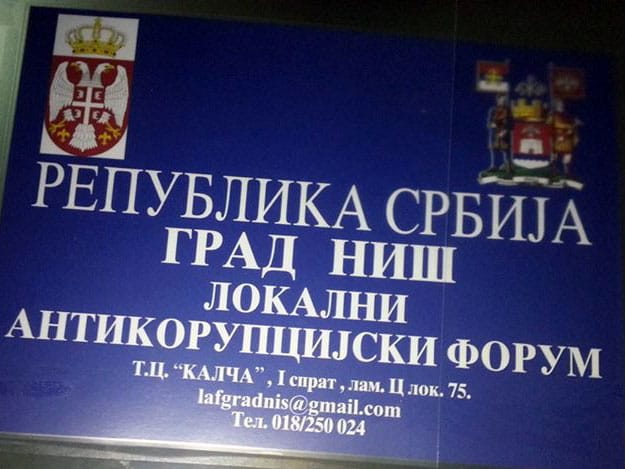 РЕПУБЛИКА СРБИЈА
ГРАД НИШ
ЛОКАЛНИ
АНТИКОРУПЦИЈСКИ ФОРУМ
Т.Ц. “КАЛЧА” , I спрат , лам. Ц лок. 75.
lafgradnis@gmail.com
Тел. 018/250 024